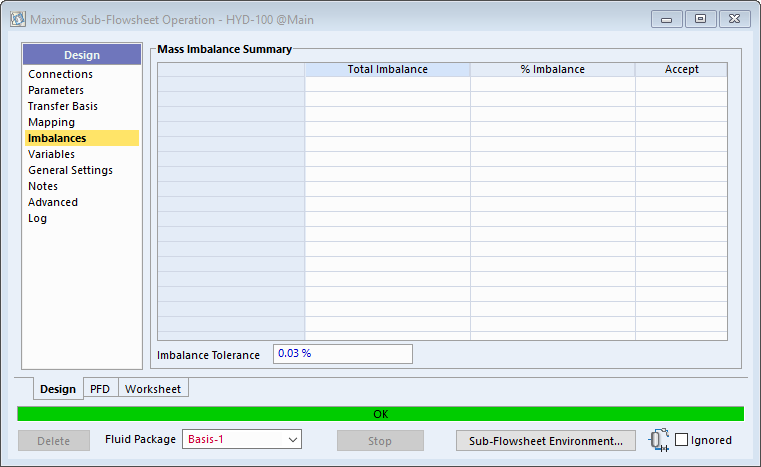 Maximus Sub-Flowsheet Operation - HYD-100 @Main
Design
Connections
Parameters
Transfer Basis
Mapping
Imbalances
Variables
General Settings
Notes
Advanced
Log
Mass Imbalance Summary
Total Imbalance % Imbalance Accept
Imbalance Tolerance 0.03 %
Design PFD Worksheet
OK
Delete Fluid Package Basis-1 Stop Sub-Flowsheet Environment... Ignored